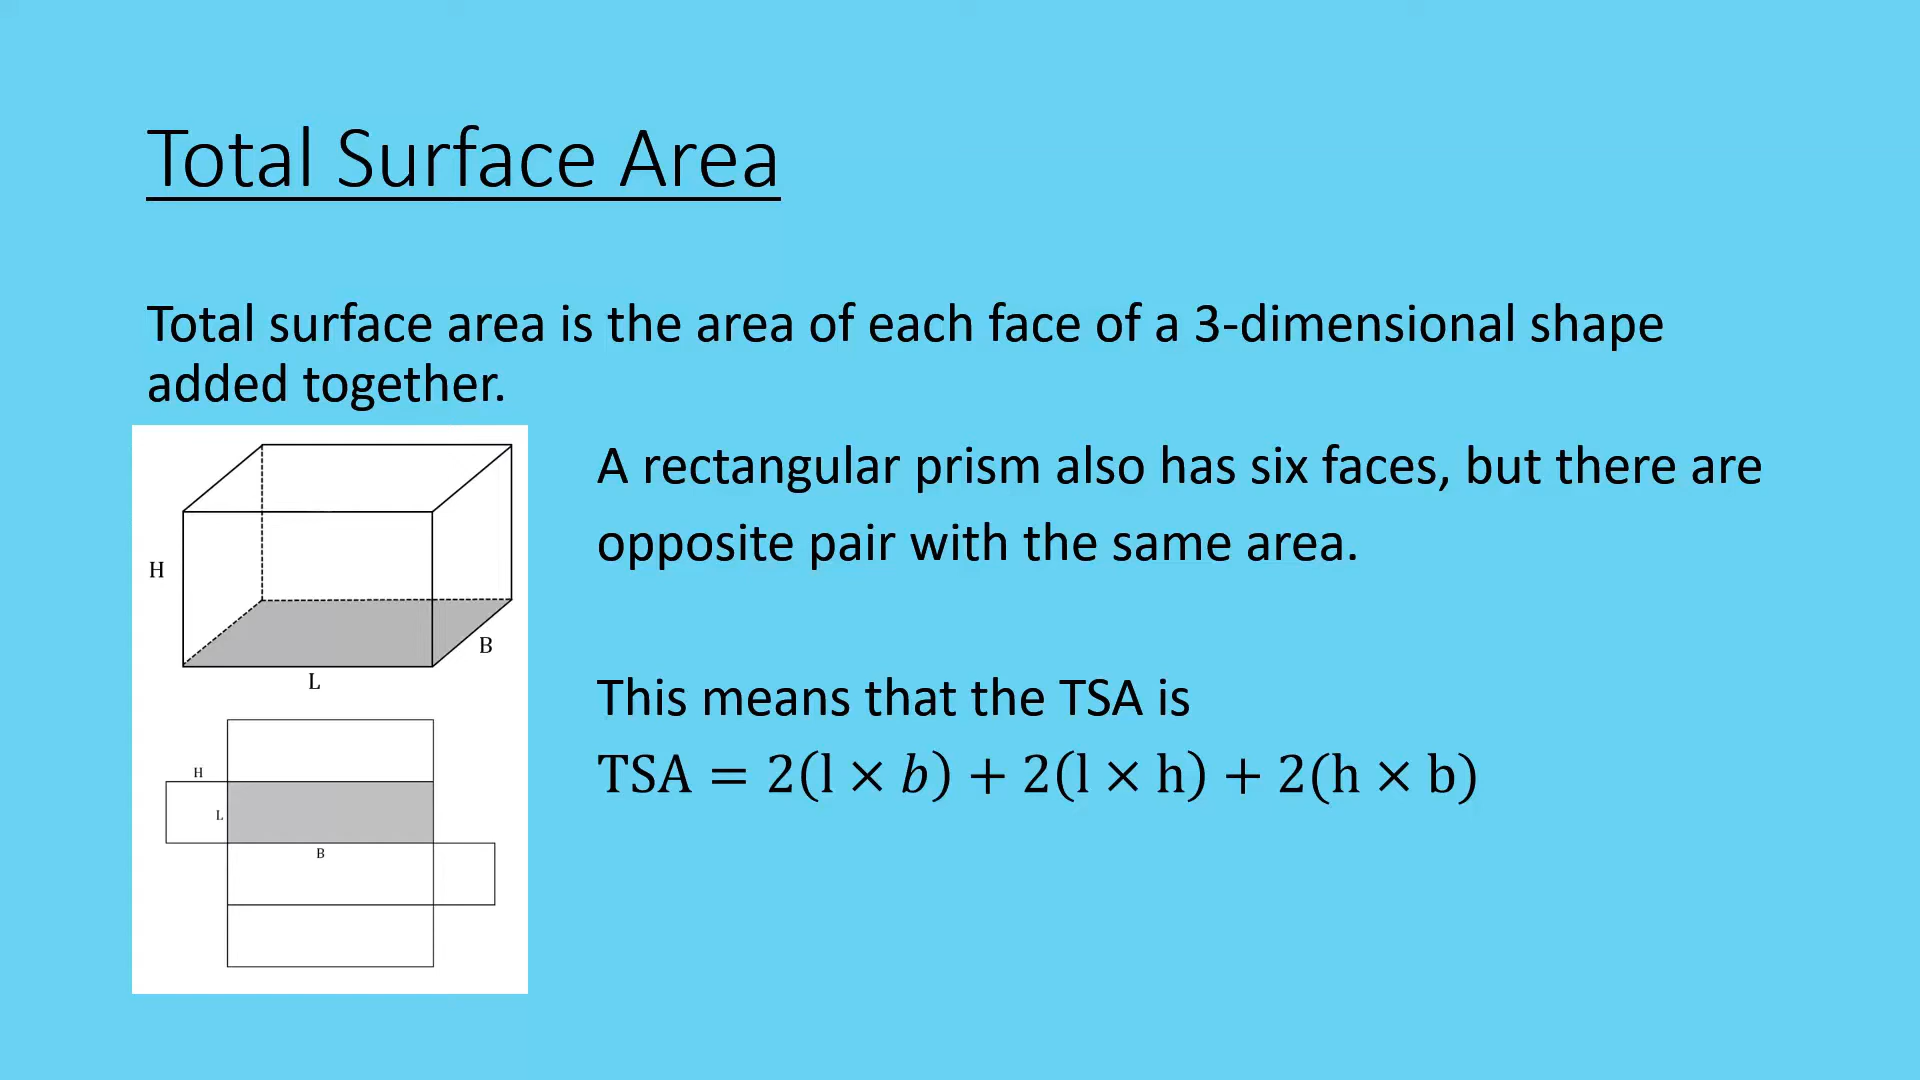 Total Surface Area
Total surface area is the area of each face of a 3-dimensional shape
added together.
A rectangular prism also has six faces, but there are
opposite pair with the same area.
H
B
L
This means that the TSA is
TSA = 2(l × b) + 2(l × h) + 2(h × b)
H
L
B